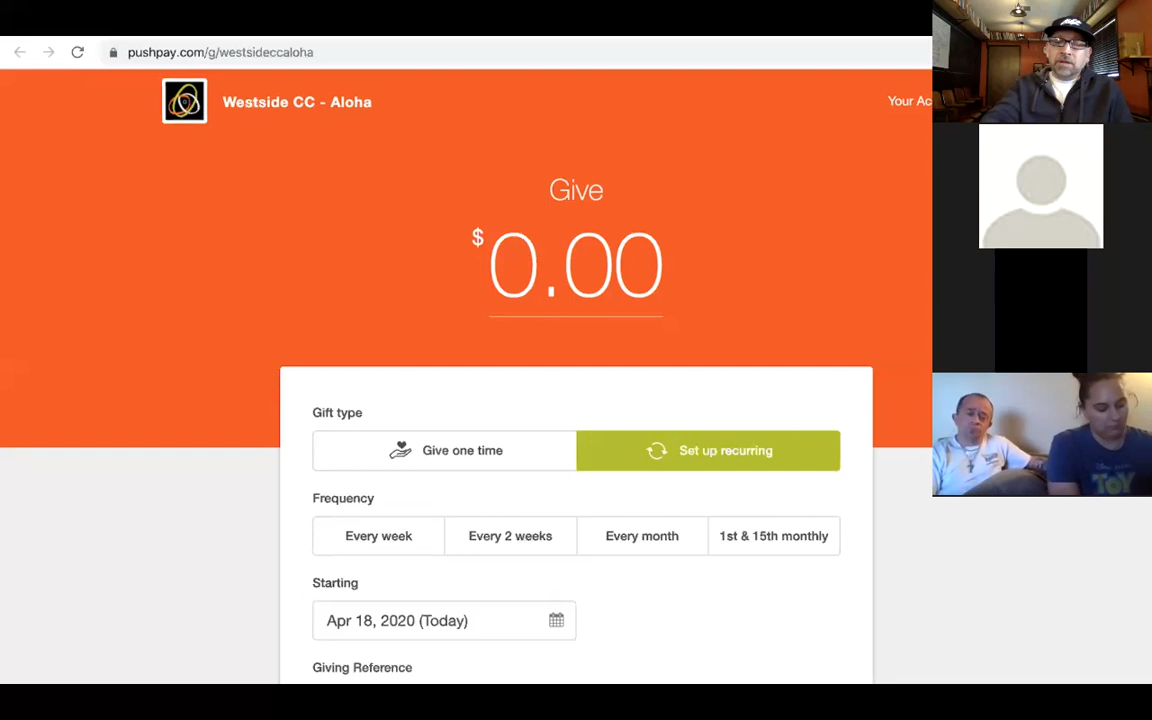 pushpay.com/g/westsideccaloha
Westside CC - Aloha
Your Ac
Give
$ 0.00
Gift type
Give one time
Set up recurring
Frequency
Every week
Every 2 weeks
Every month
1st & 15th monthly
Starting
Apr 18, 2020 (Today)
Giving Reference
TOY